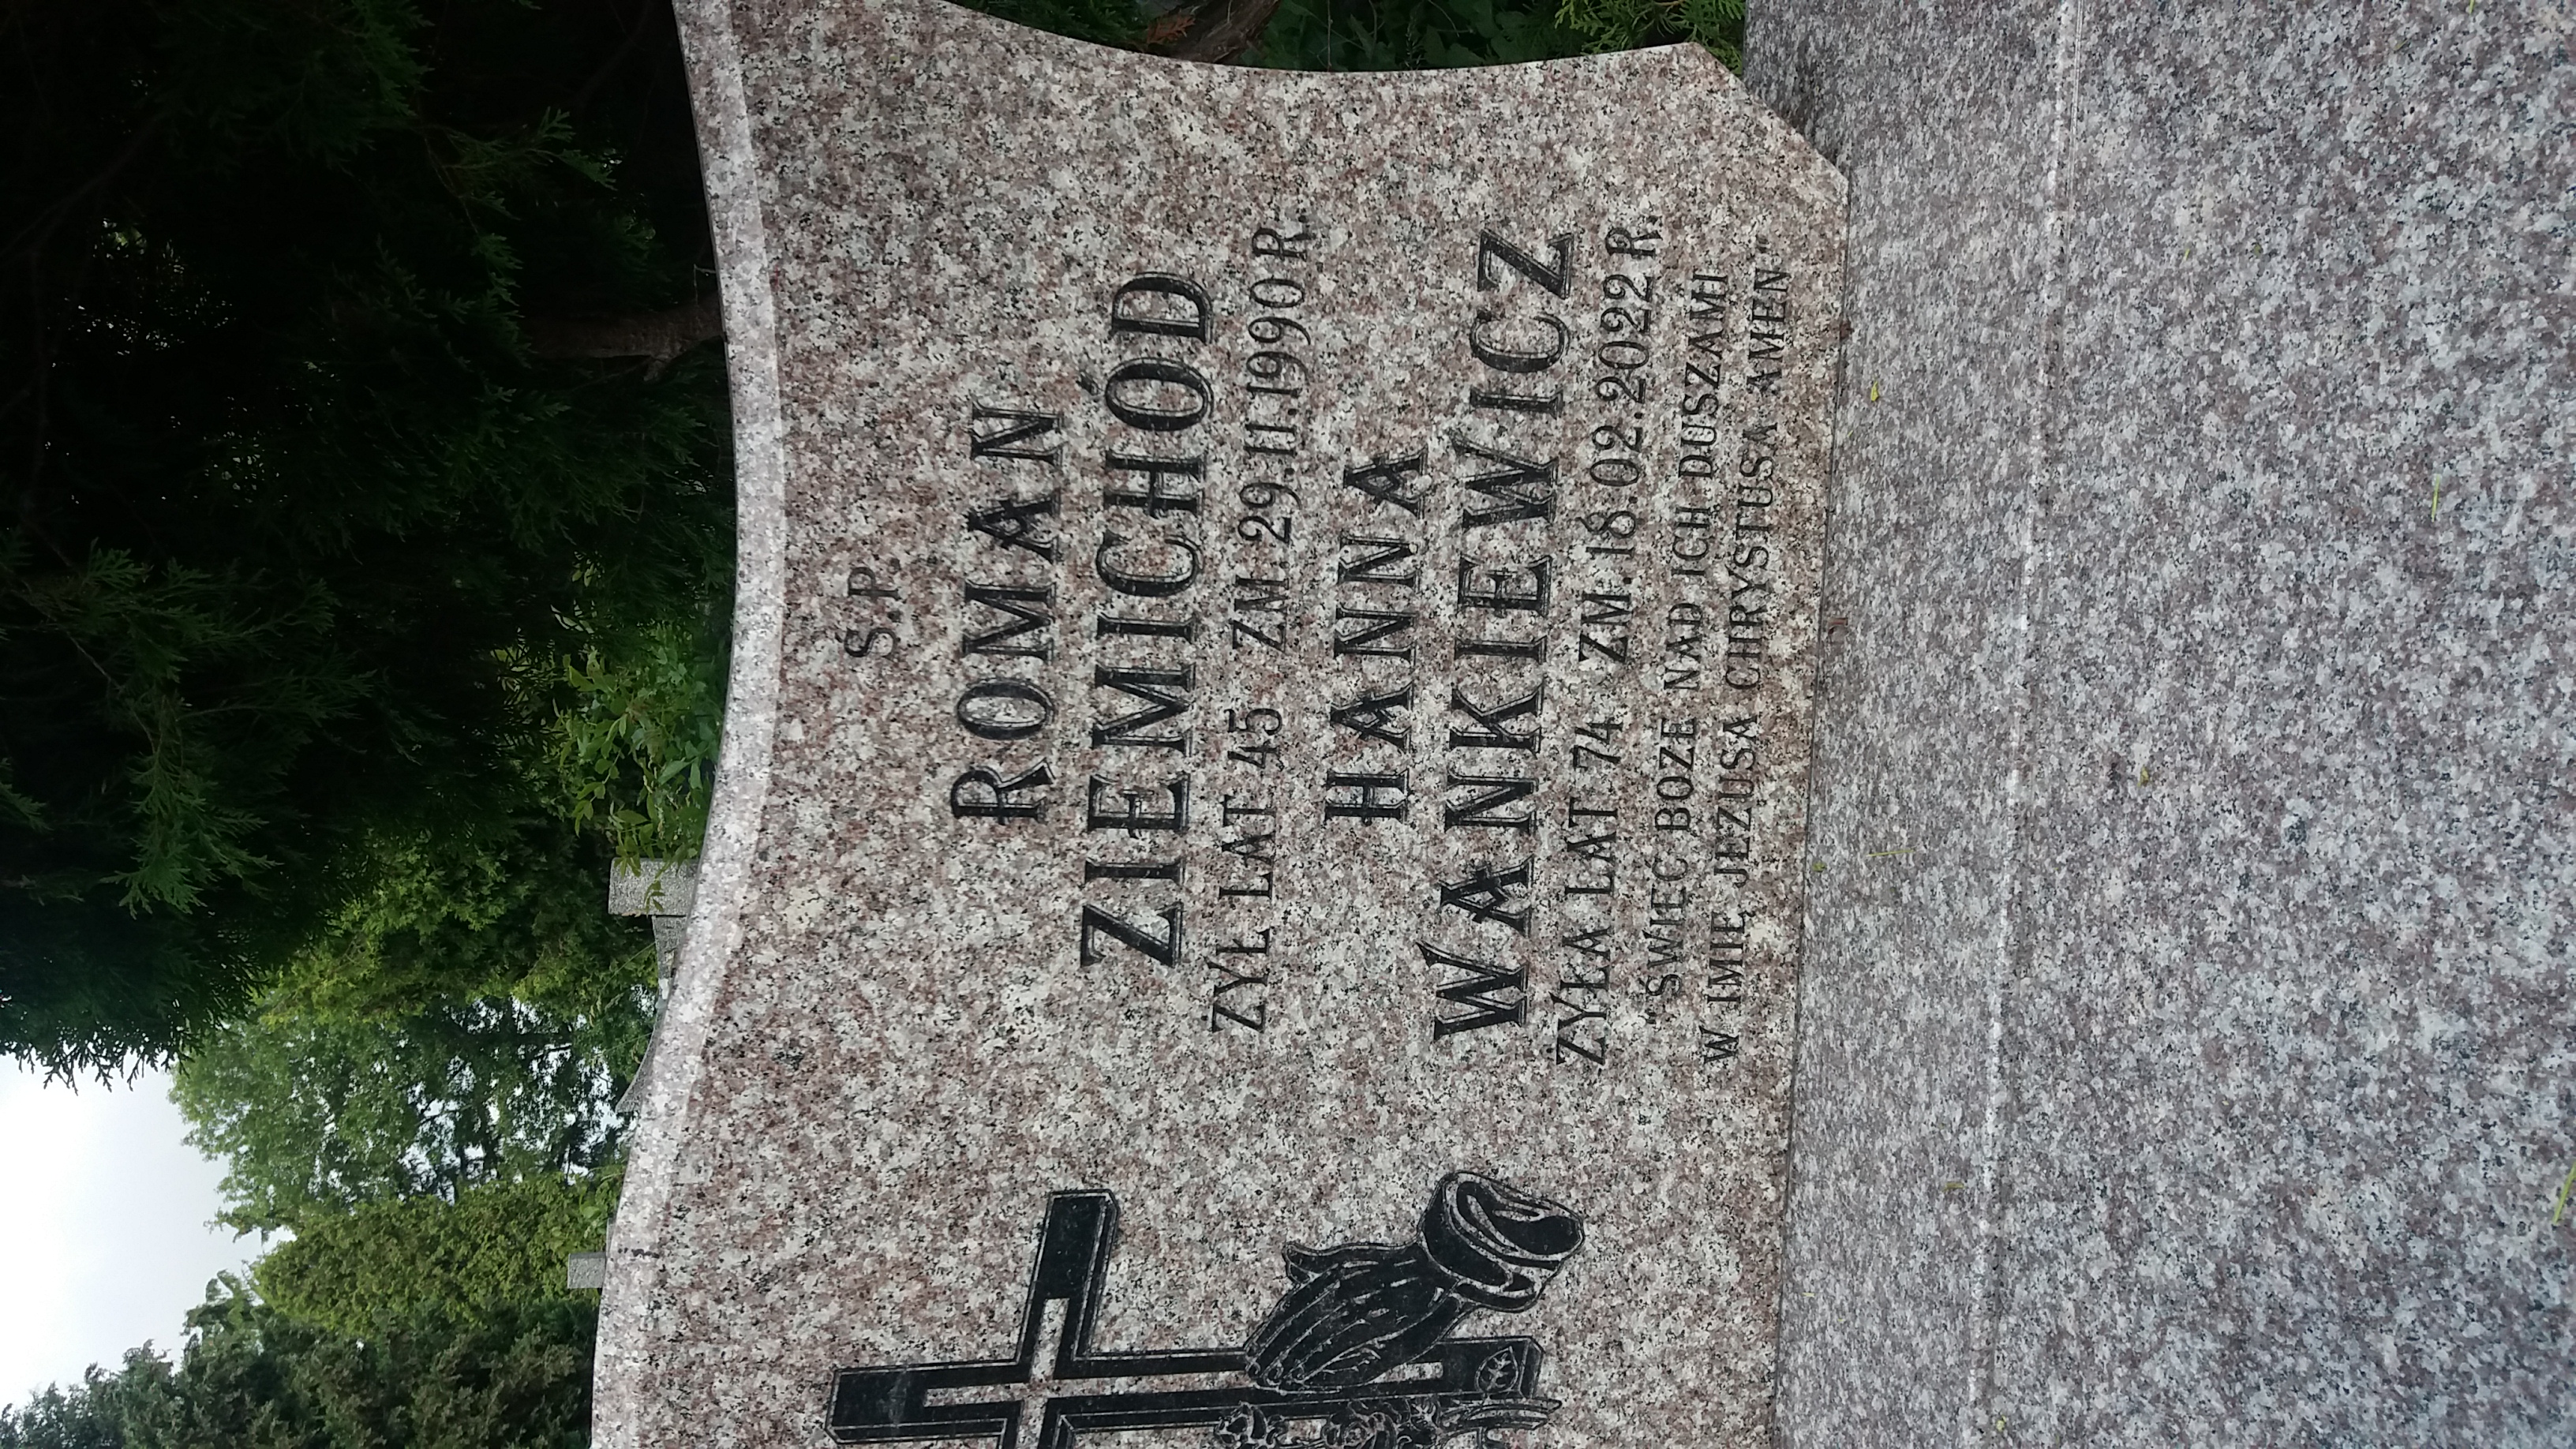 Ś.P.
ROMAN
ZIEMICHÓD
ŻYŁ LAT 45 ZM. 29.11.1990 R.
HANNA
WANKIEWICZ
ŻYŁA LAT 74 ZM. 18.02.2022 R.
"ŚWIEĆ BOŻE NAD ICH DUSZAMI
W IMIĘ JEZUSA CHRYSTUSA AMEN"